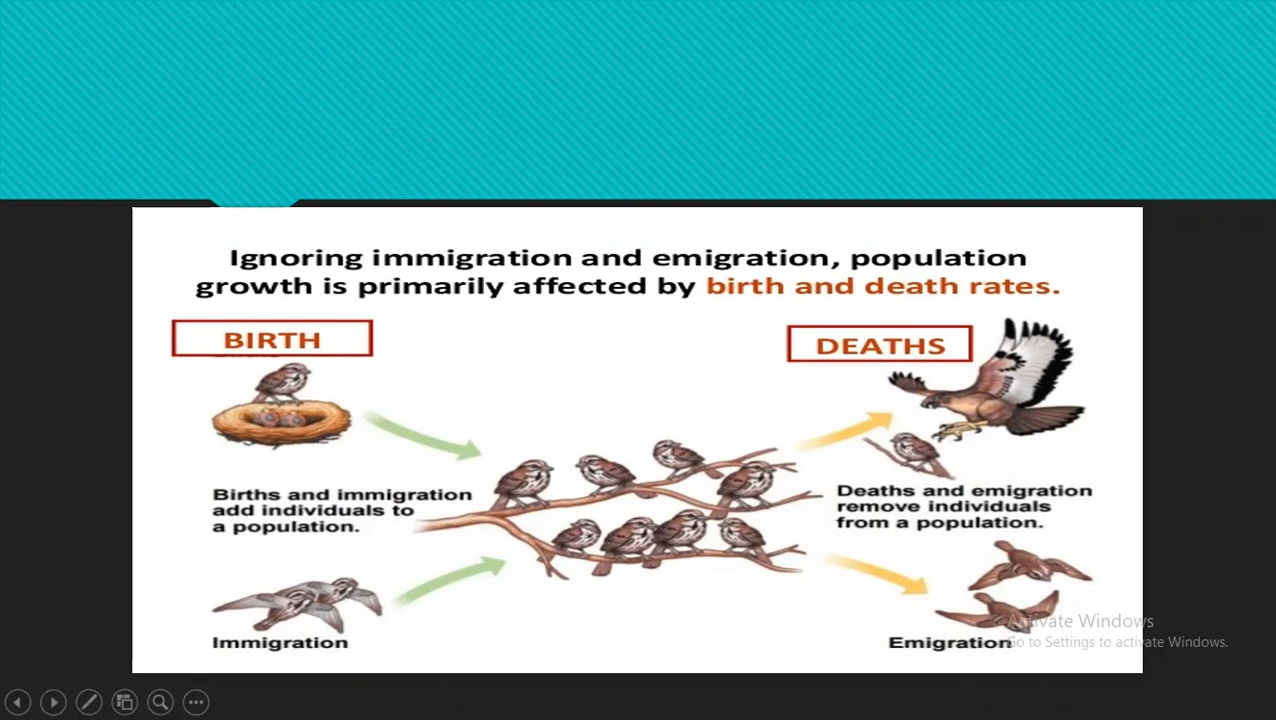 Ignoring immigration and emigration, population
growth is primarily affected by birth and death rates.
BIRTH
DEATHS
Births and immigration
add individuals to
a population.
Deaths and emigration
remove individuals
from a population.
Immigration
Emigration
Activate Windows
Go to Settings to activate Windows.